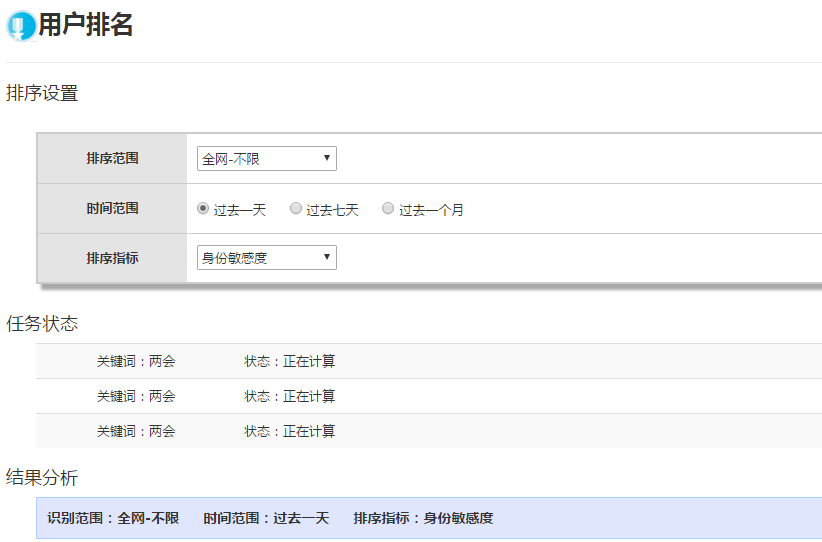 用户排名
排序设置
排序范围 全网-不限
时间范围 过去一天 过去七天 过去一个月
排序指标 身份敏感度
任务状态
关键词：两会 状态：正在计算
关键词：两会 状态：正在计算
关键词：两会 状态：正在计算
结果分析
识别范围：全网-不限 时间范围：过去一天 排序指标：身份敏感度